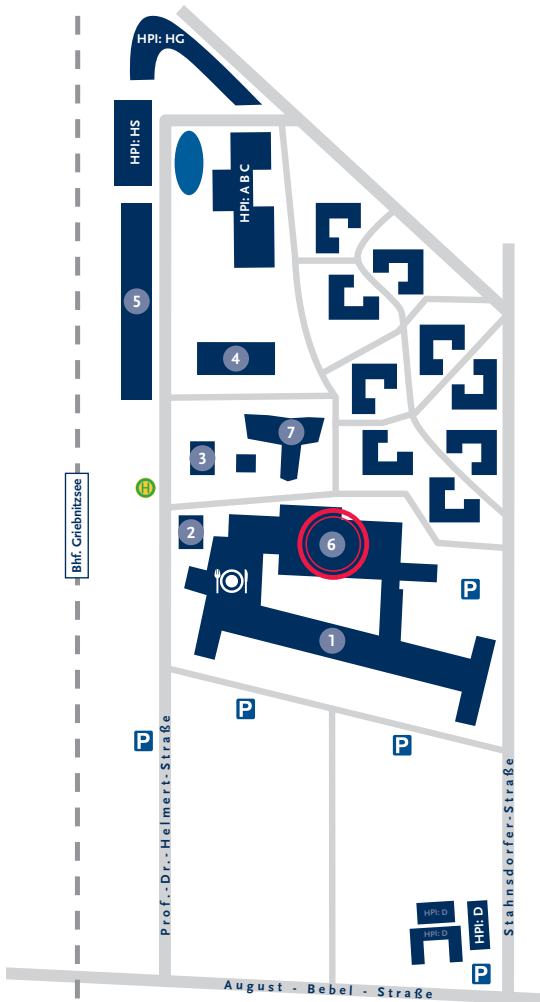 HPI: HG
HPI: HS
HPI: A B C
5
4
7
3
H
Bhf. Griebnitzsee
2
6
P
1
P
P
P
Prof.-Dr.-Helmert-Straße
Stahnsdorfer-Straße
HPI: D
HPI: D
HPI: D
P
August - Bebel - Straße